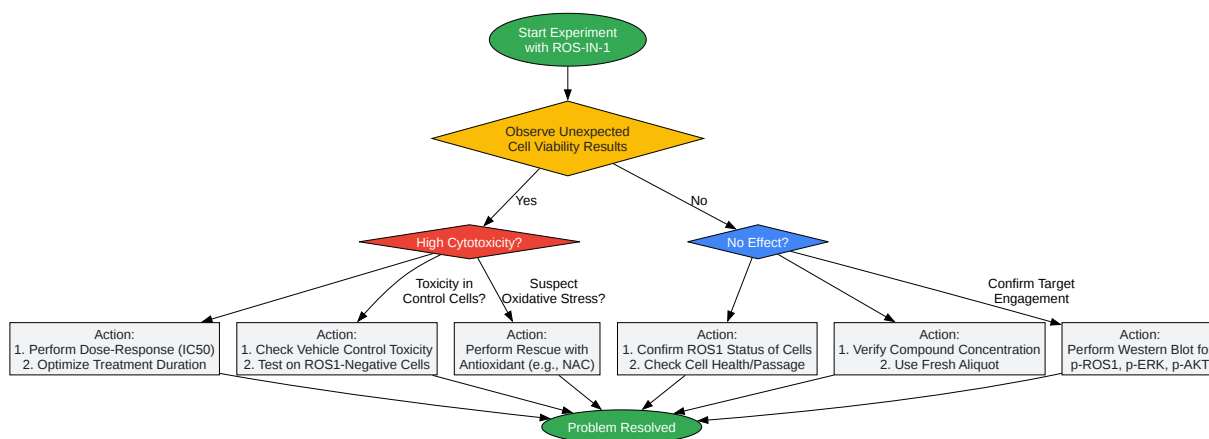 Start Experiment
with ROS-IN-1
Observe Unexpected
Cell Viability Results
Yes
No
High Cytotoxicity?
No Effect?
Toxicity in
Control Cells?
Suspect
Oxidative Stress?
Confirm Target
Engagement
Action:
1. Perform Dose-Response (IC50)
2. Optimize Treatment Duration
Action:
1. Check Vehicle Control Toxicity
2. Test on ROS1-Negative Cells
Action:
Perform Rescue with
Antioxidant (e.g., NAC)
Action:
1. Confirm ROS1 Status of Cells
2. Check Cell Health/Passage
Action:
1. Verify Compound Concentration
2. Use Fresh Aliquot
Action:
Perform Western Blot fo
p-ROS1, p-ERK, p-AKT
Problem Resolved